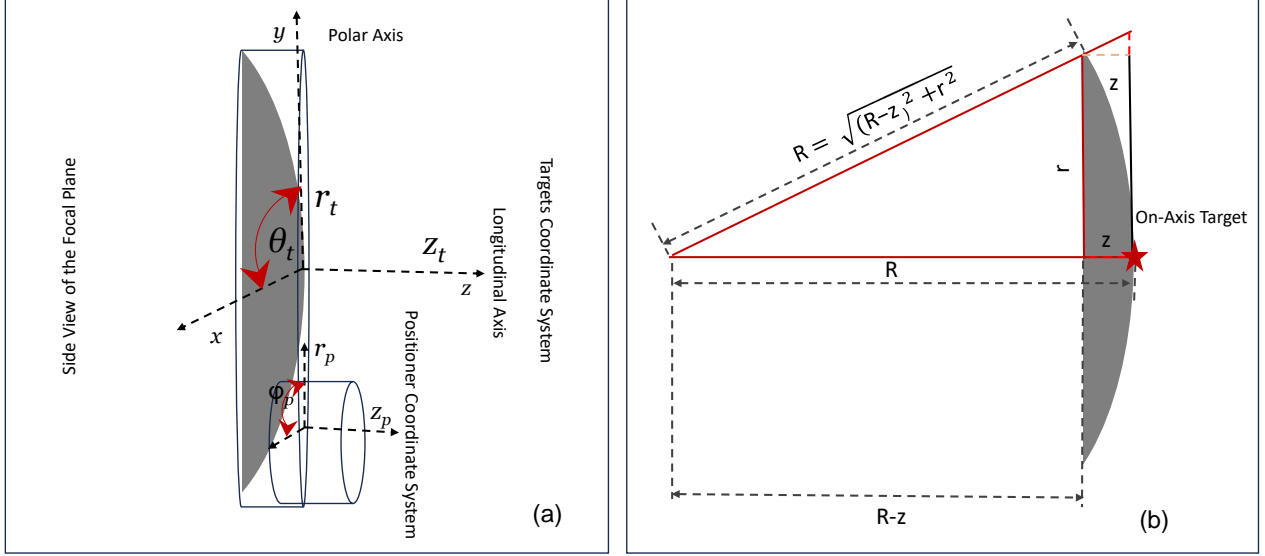 y
Polar Axis
Side View of the Focal Plane
r_t
θ_t
z_t
z
x
Longitudinal Axis
Targets Coordinate System
r_p
φ_p
z_p
Positioner Coordinate System
(a)
R = √(R−z)² + r²
z
r
On-Axis Target
z
R
R-z
(b)